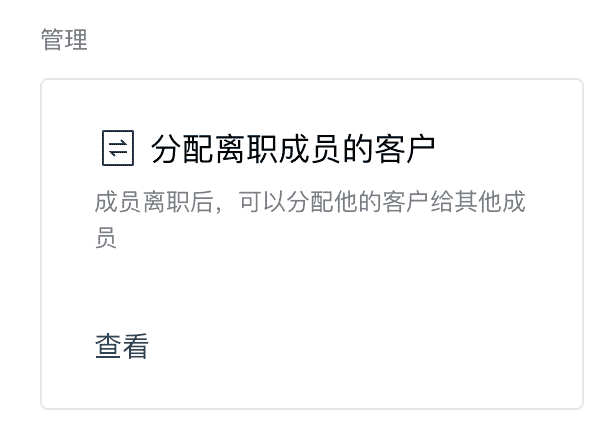 管理
分配离职成员的客户
成员离职后，可以分配他的客户给其他成
员
查看